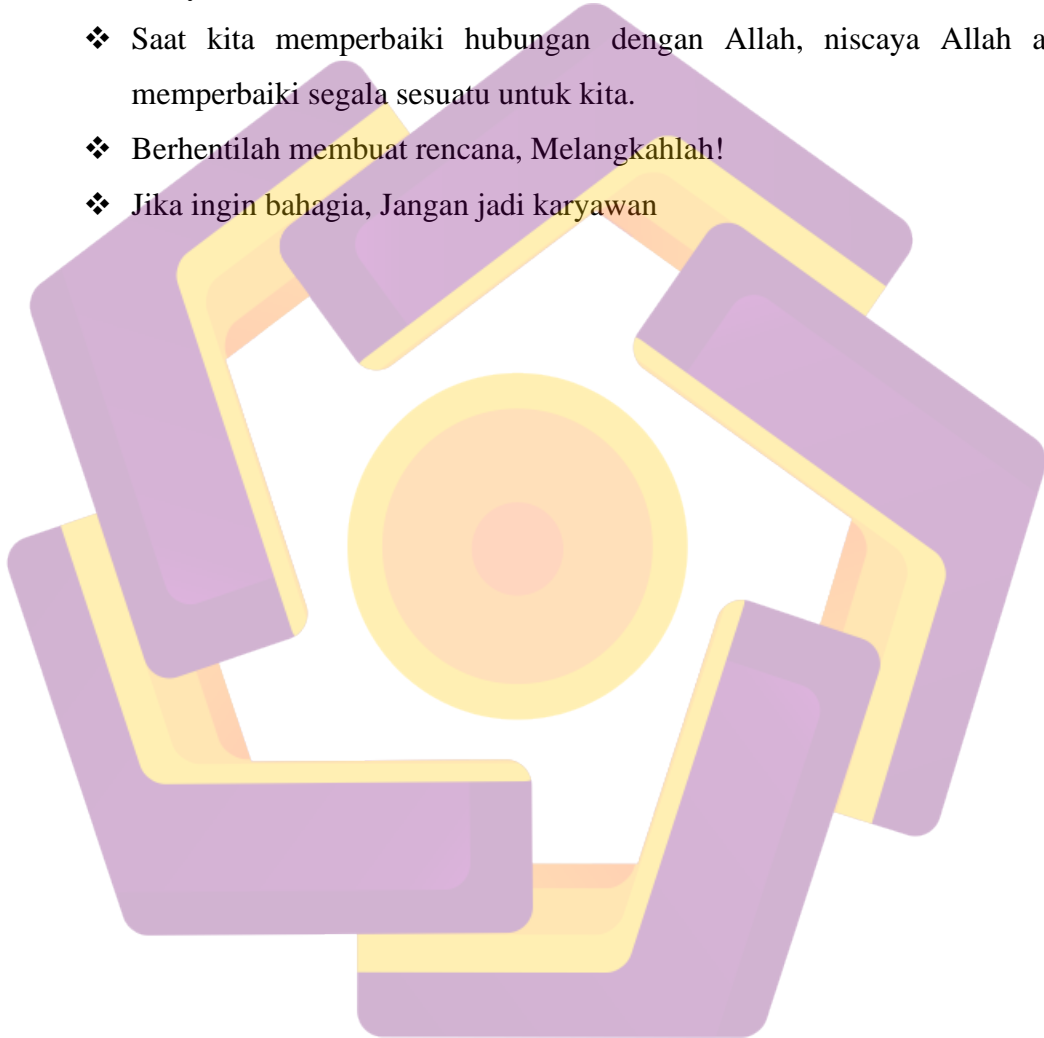 ❖ Saat kita memperbaiki hubungan dengan Allah, niscaya Allah a
memperbaiki segala sesuatu untuk kita.
❖ Berhentilah membuat rencana, Melangkahlah!
❖ Jika ingin bahagia, Jangan jadi karyawan